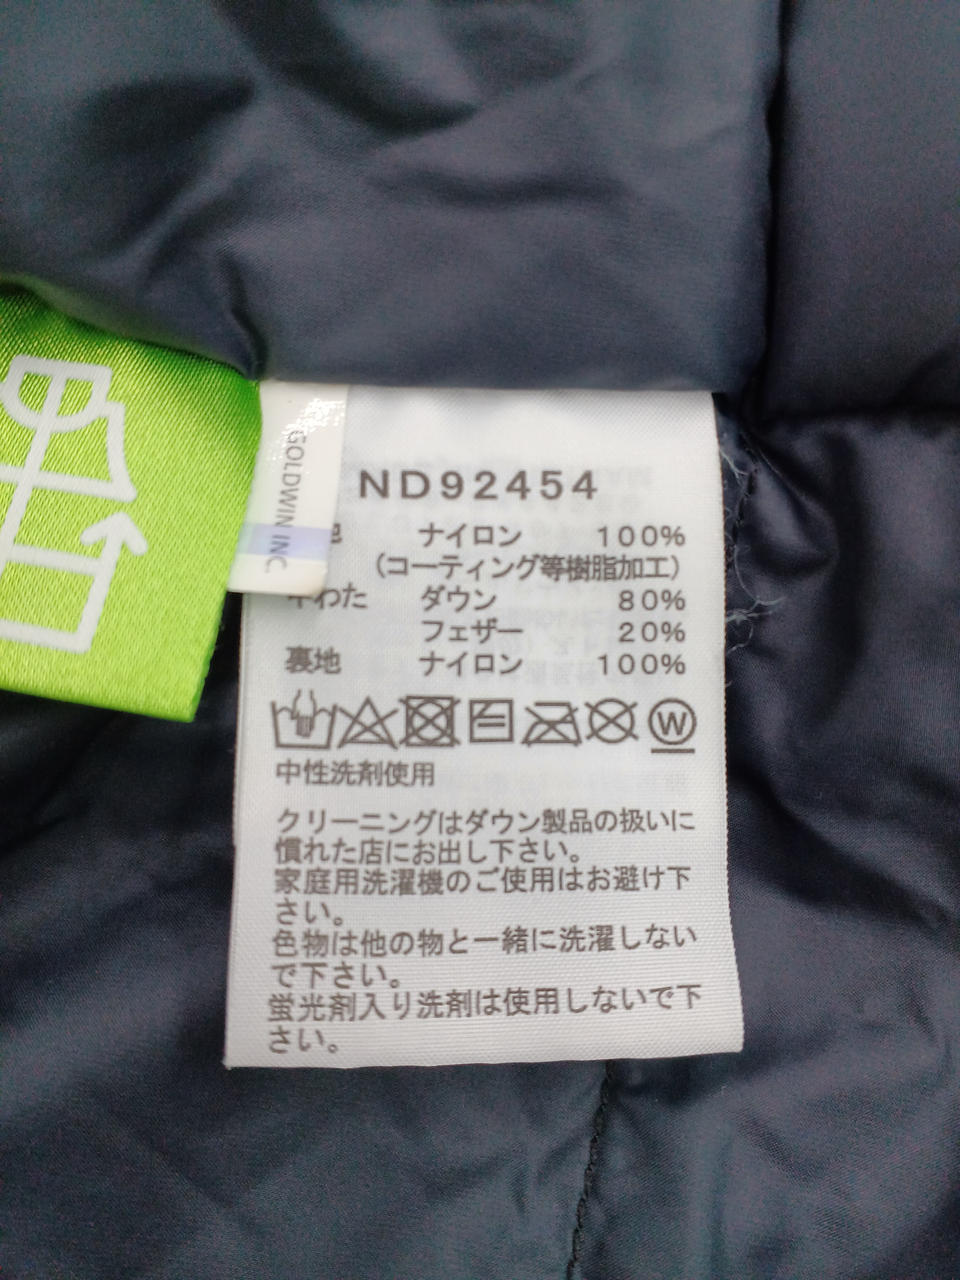 GOLDWIN INC.
ND92454
地 ナイロン 100%
(コーティング等樹脂加工)
中わた ダウン 80%
フェザー 20%
裏地 ナイロン 100%
W
中性洗剤使用
クリーニングはダウン製品の扱いに
慣れた店にお出し下さい。
家庭用洗濯機のご使用はお避け下
さい。
色物は他の物と一緒に洗濯しない
で下さい。
蛍光剤入り洗剤は使用しないで下
さい。